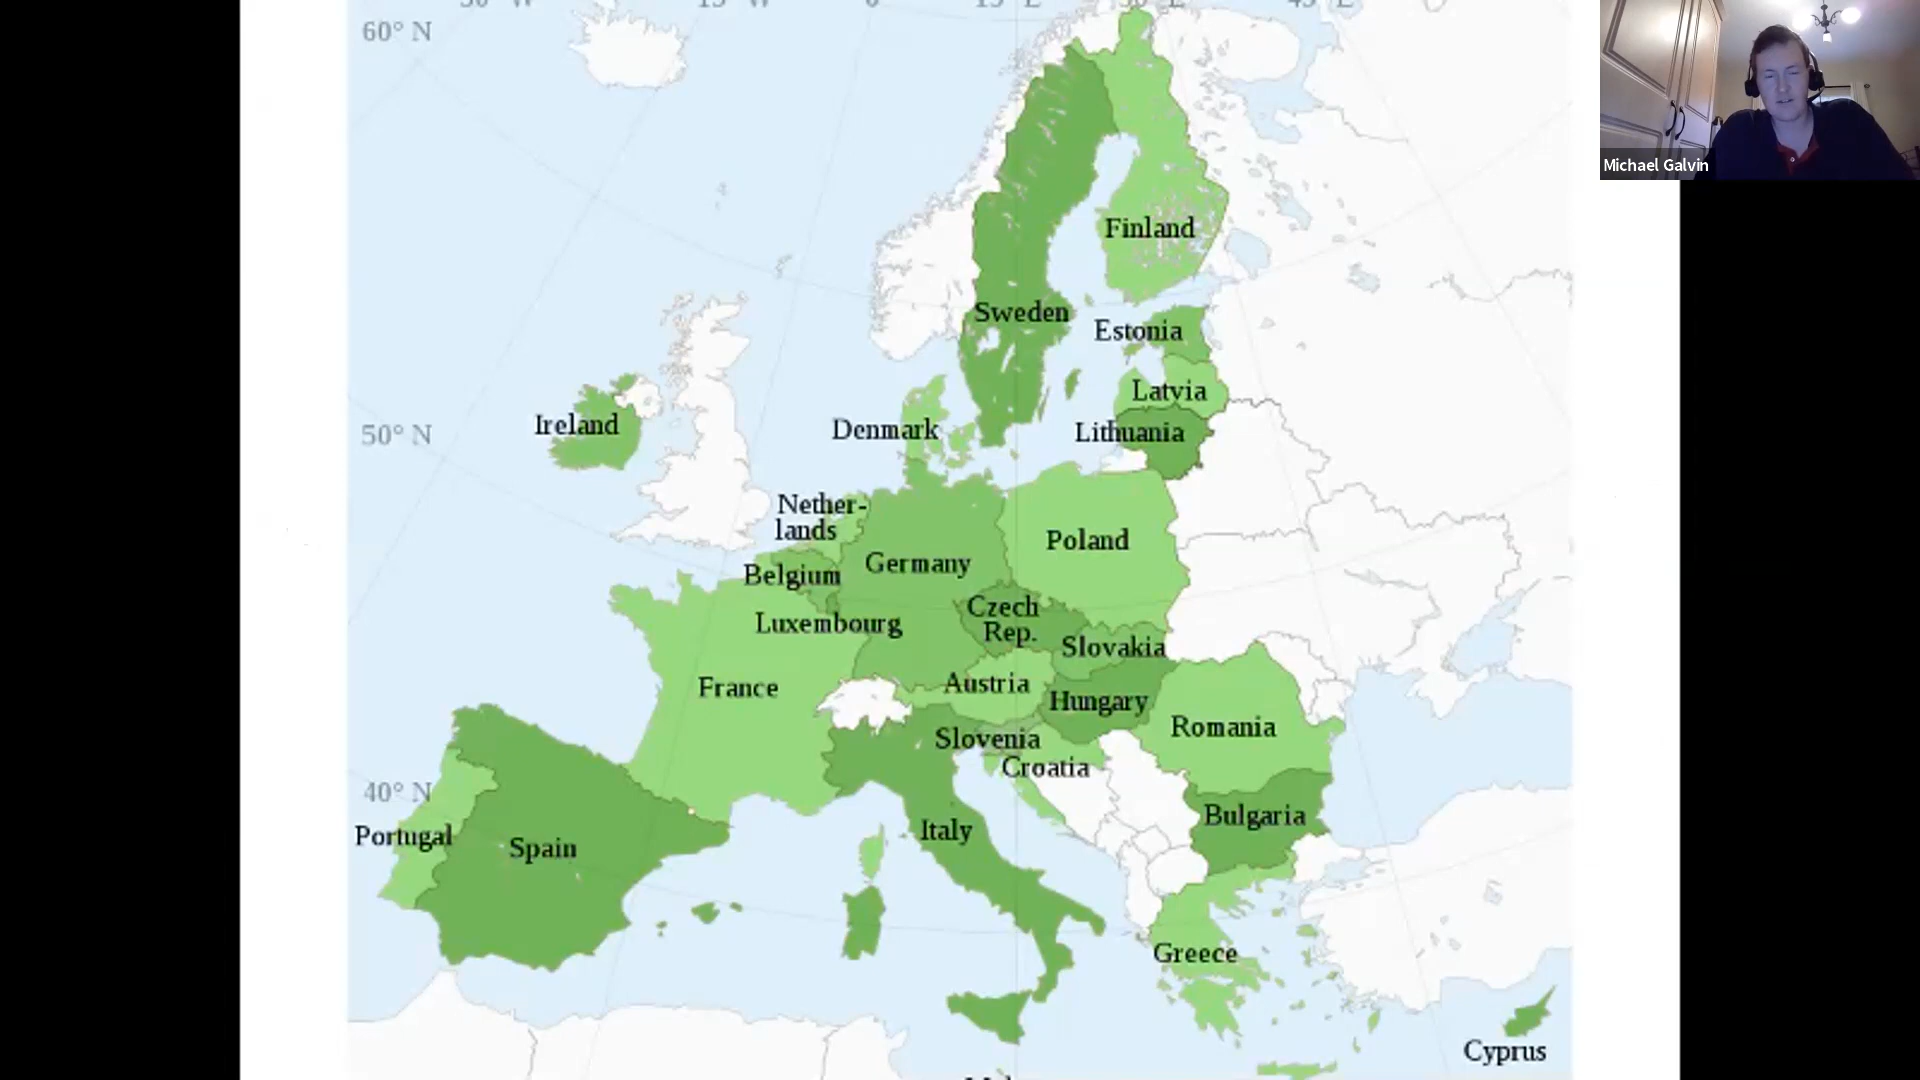 60° N
Michael Galvin
Finland
Sweden
Estonia
Latvia
Ireland
Denmark
Lithuania
50° N
Nether-
lands
Poland
Germany
Belgium
Czech
Rep.
Luxembourg
Slovakia
France
Austria
Hungary
Romania
Slovenia
Croatia
40° N
Bulgaria
Italy
Portugal
Spain
Greece
Cyprus